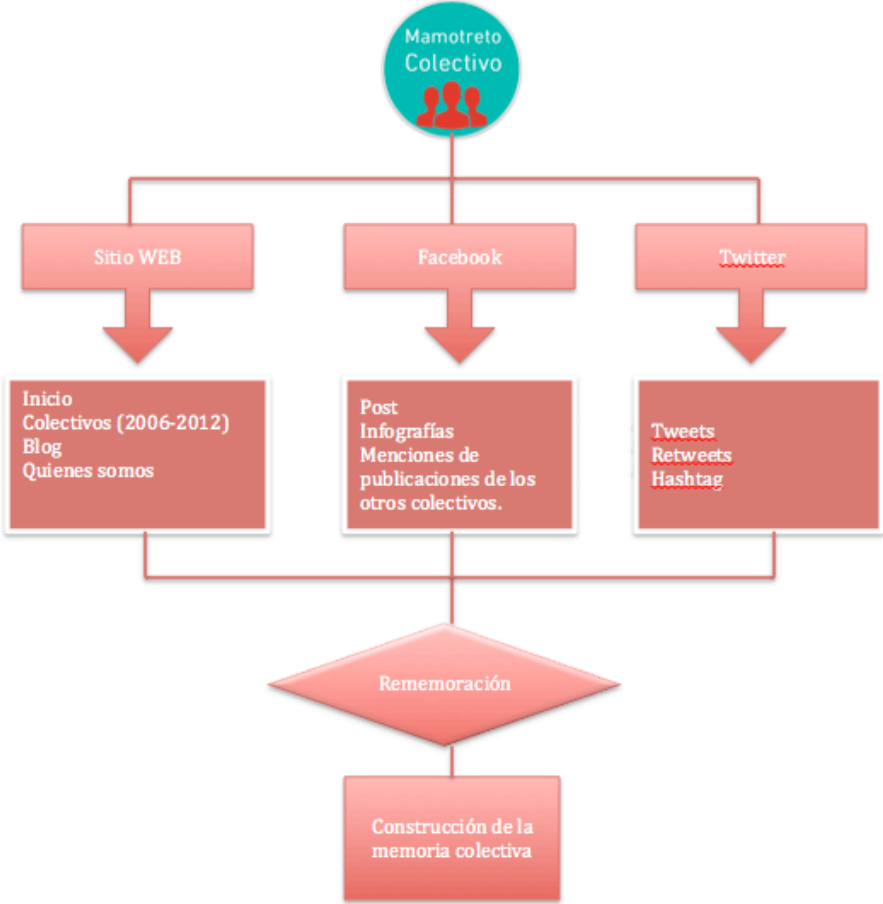 Mamotreto
Colectivo
Sitio WEB
Facebook
Twitter
Inicio
Colectivos (2006-2012)
Blog
Quienes somos
Post
Infografías
Menciones de
publicaciones de los
otros colectivos.
Tweets
Retweets
Hashtag
Rememoración
Construcción de la
memoria colectiva